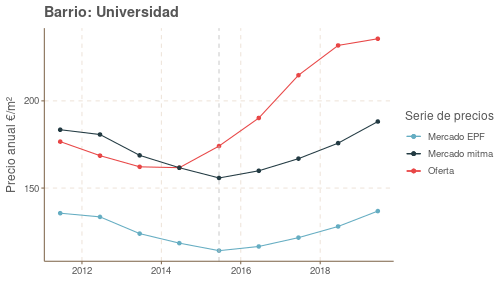 Barrio: Universidad
Precio anual €/m²
200
150
2012
2014
2016
2018
Serie de precios
Mercado EPF
Mercado mitma
Oferta